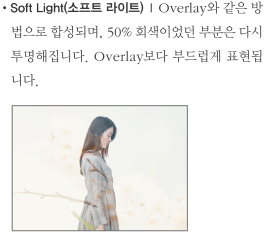 • Soft Light(소프트 라이트) | Overlay와 같은 방
법으로 합성되며, 50% 회색이었던 부분은 다시
투명해집니다. Overlay보다 부드럽게 표현됩
니다.